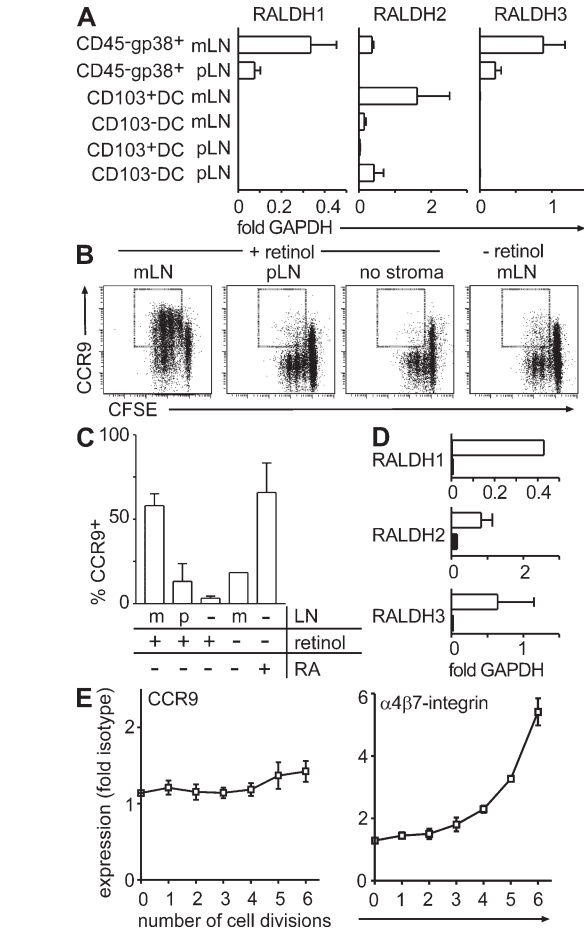 A
RALDH1 RALDH2 RALDH3
CD45-gp38+ mLN
CD45-gp38+ pLN
CD103+DC mLN
CD103-DC mLN
CD103+DC pLN
CD103-DC pLN
0 0.2 0.4 0 2 0 1
fold GAPDH
B
+ retinol - retinol
mLN pLN no stroma mLN
CCR9
CFSE
C
% CCR9+
100
50
0
m p - m - LN
+ + + - - retinol
- - - - + RA
D
RALDH1
0 0.2 0.4
RALDH2
0 2
RALDH3
0 1
fold GAPDH
E
expression (fold isotype)
CCR9
2
1
0
0 1 2 3 4 5 6
number of cell divisions
α4β7-integrin
6
4
2
0
0 1 2 3 4 5 6